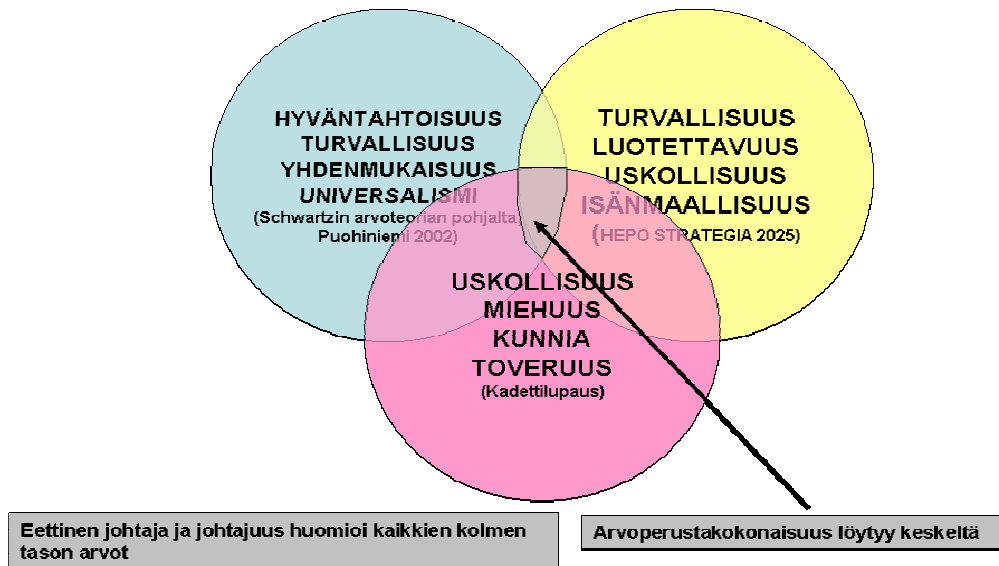 HYVÄNTAHTOISUUS
TURVALLISUUS
YHDENMUKAISUUS
UNIVERSALISMI
(Schwartzin arvoteorian pohjalta
Puohiniemi 2002)
TURVALLISUUS
LUOTETTAVUUS
USKOLLISUUS
ISÄNMAALLISUUS
(HEPO STRATEGIA 2025)
USKOLLISUUS
MIEHUUS
KUNNIA
TOVERUUS
(Kadettilupaus)
Eettinen johtaja ja johtajuus huomioi kaikkien kolmen
tason arvot
Arvoperustakokonaisuus löytyy keskeltä